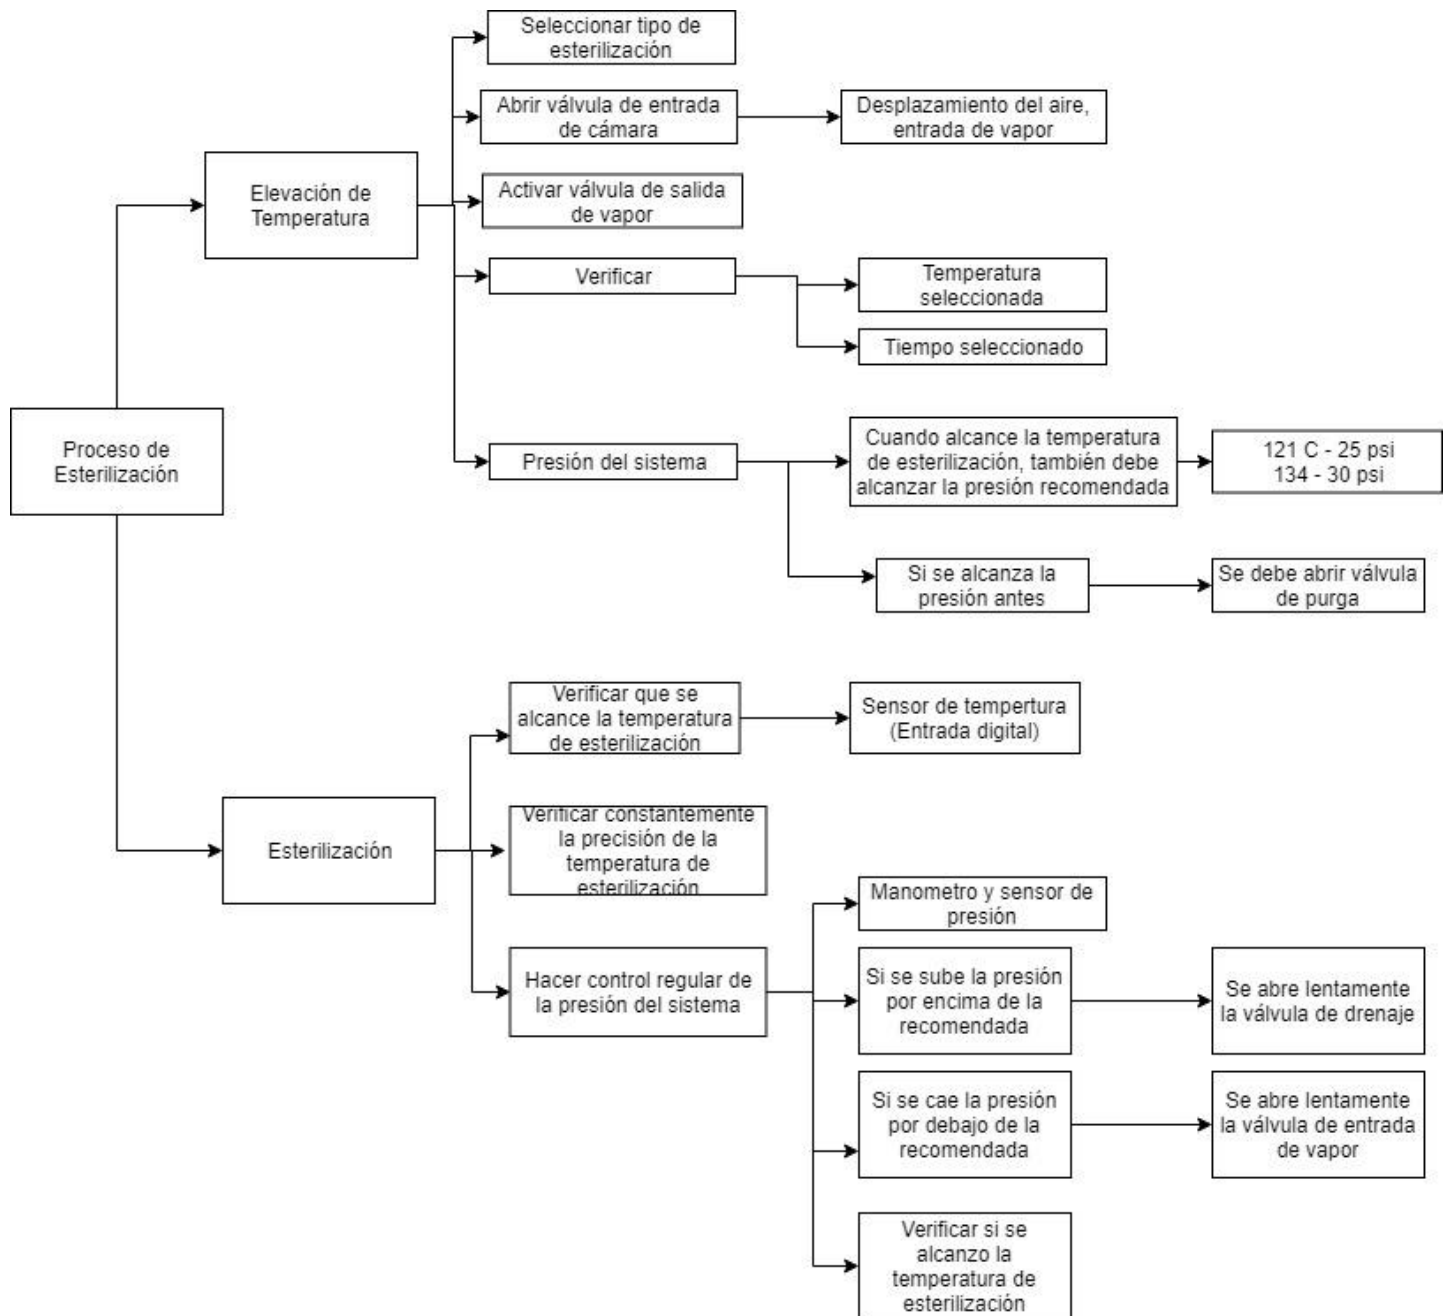 Seleccionar tipo de
esterilización
Abrir válvula de entrada
de cámara
Desplazamiento del aire,
entrada de vapor
Elevación de
Temperatura
Activar válvula de salida
de vapor
Verificar
Temperatura
seleccionada
Tiempo seleccionado
Proceso de
Esterilización
Presión del sistema
Cuando alcance la temperatura
de esterilización, también debe
alcanzar la presión recomendada
121 C - 25 psi
134 - 30 psi
Si se alcanza la
presión antes
Se debe abrir válvula
de purga
Verificar que se
alcance la temperatura
de esterilización
Sensor de tempertura
(Entrada digital)
Esterilización
Verificar constantemente
la precisión de la
temperatura de
esterilización
Hacer control regular de
la presión del sistema
Manometro y sensor de
presión
Si se sube la presión
por encima de la
recomendada
Se abre lentamente
la válvula de drenaje
Si se cae la presión
por debajo de la
recomendada
Se abre lentamente
la válvula de entrada
de vapor
Verificar si se
alcanzo la
temperatura de
esterilización